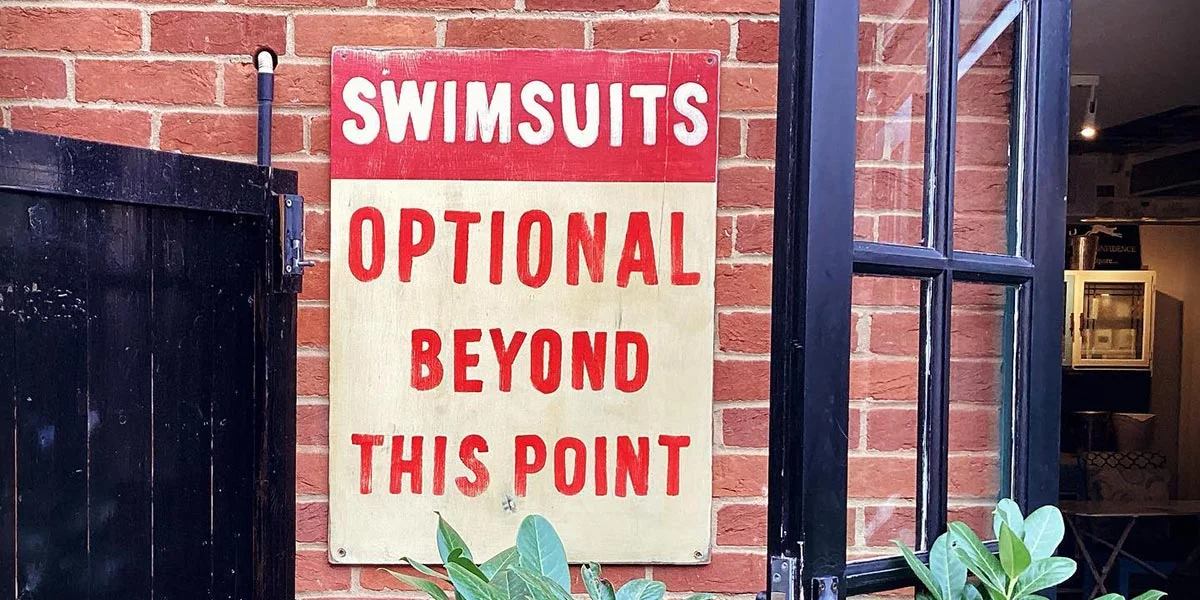 SWIMSUITS
OPTIONAL
BEYOND
THIS POINT